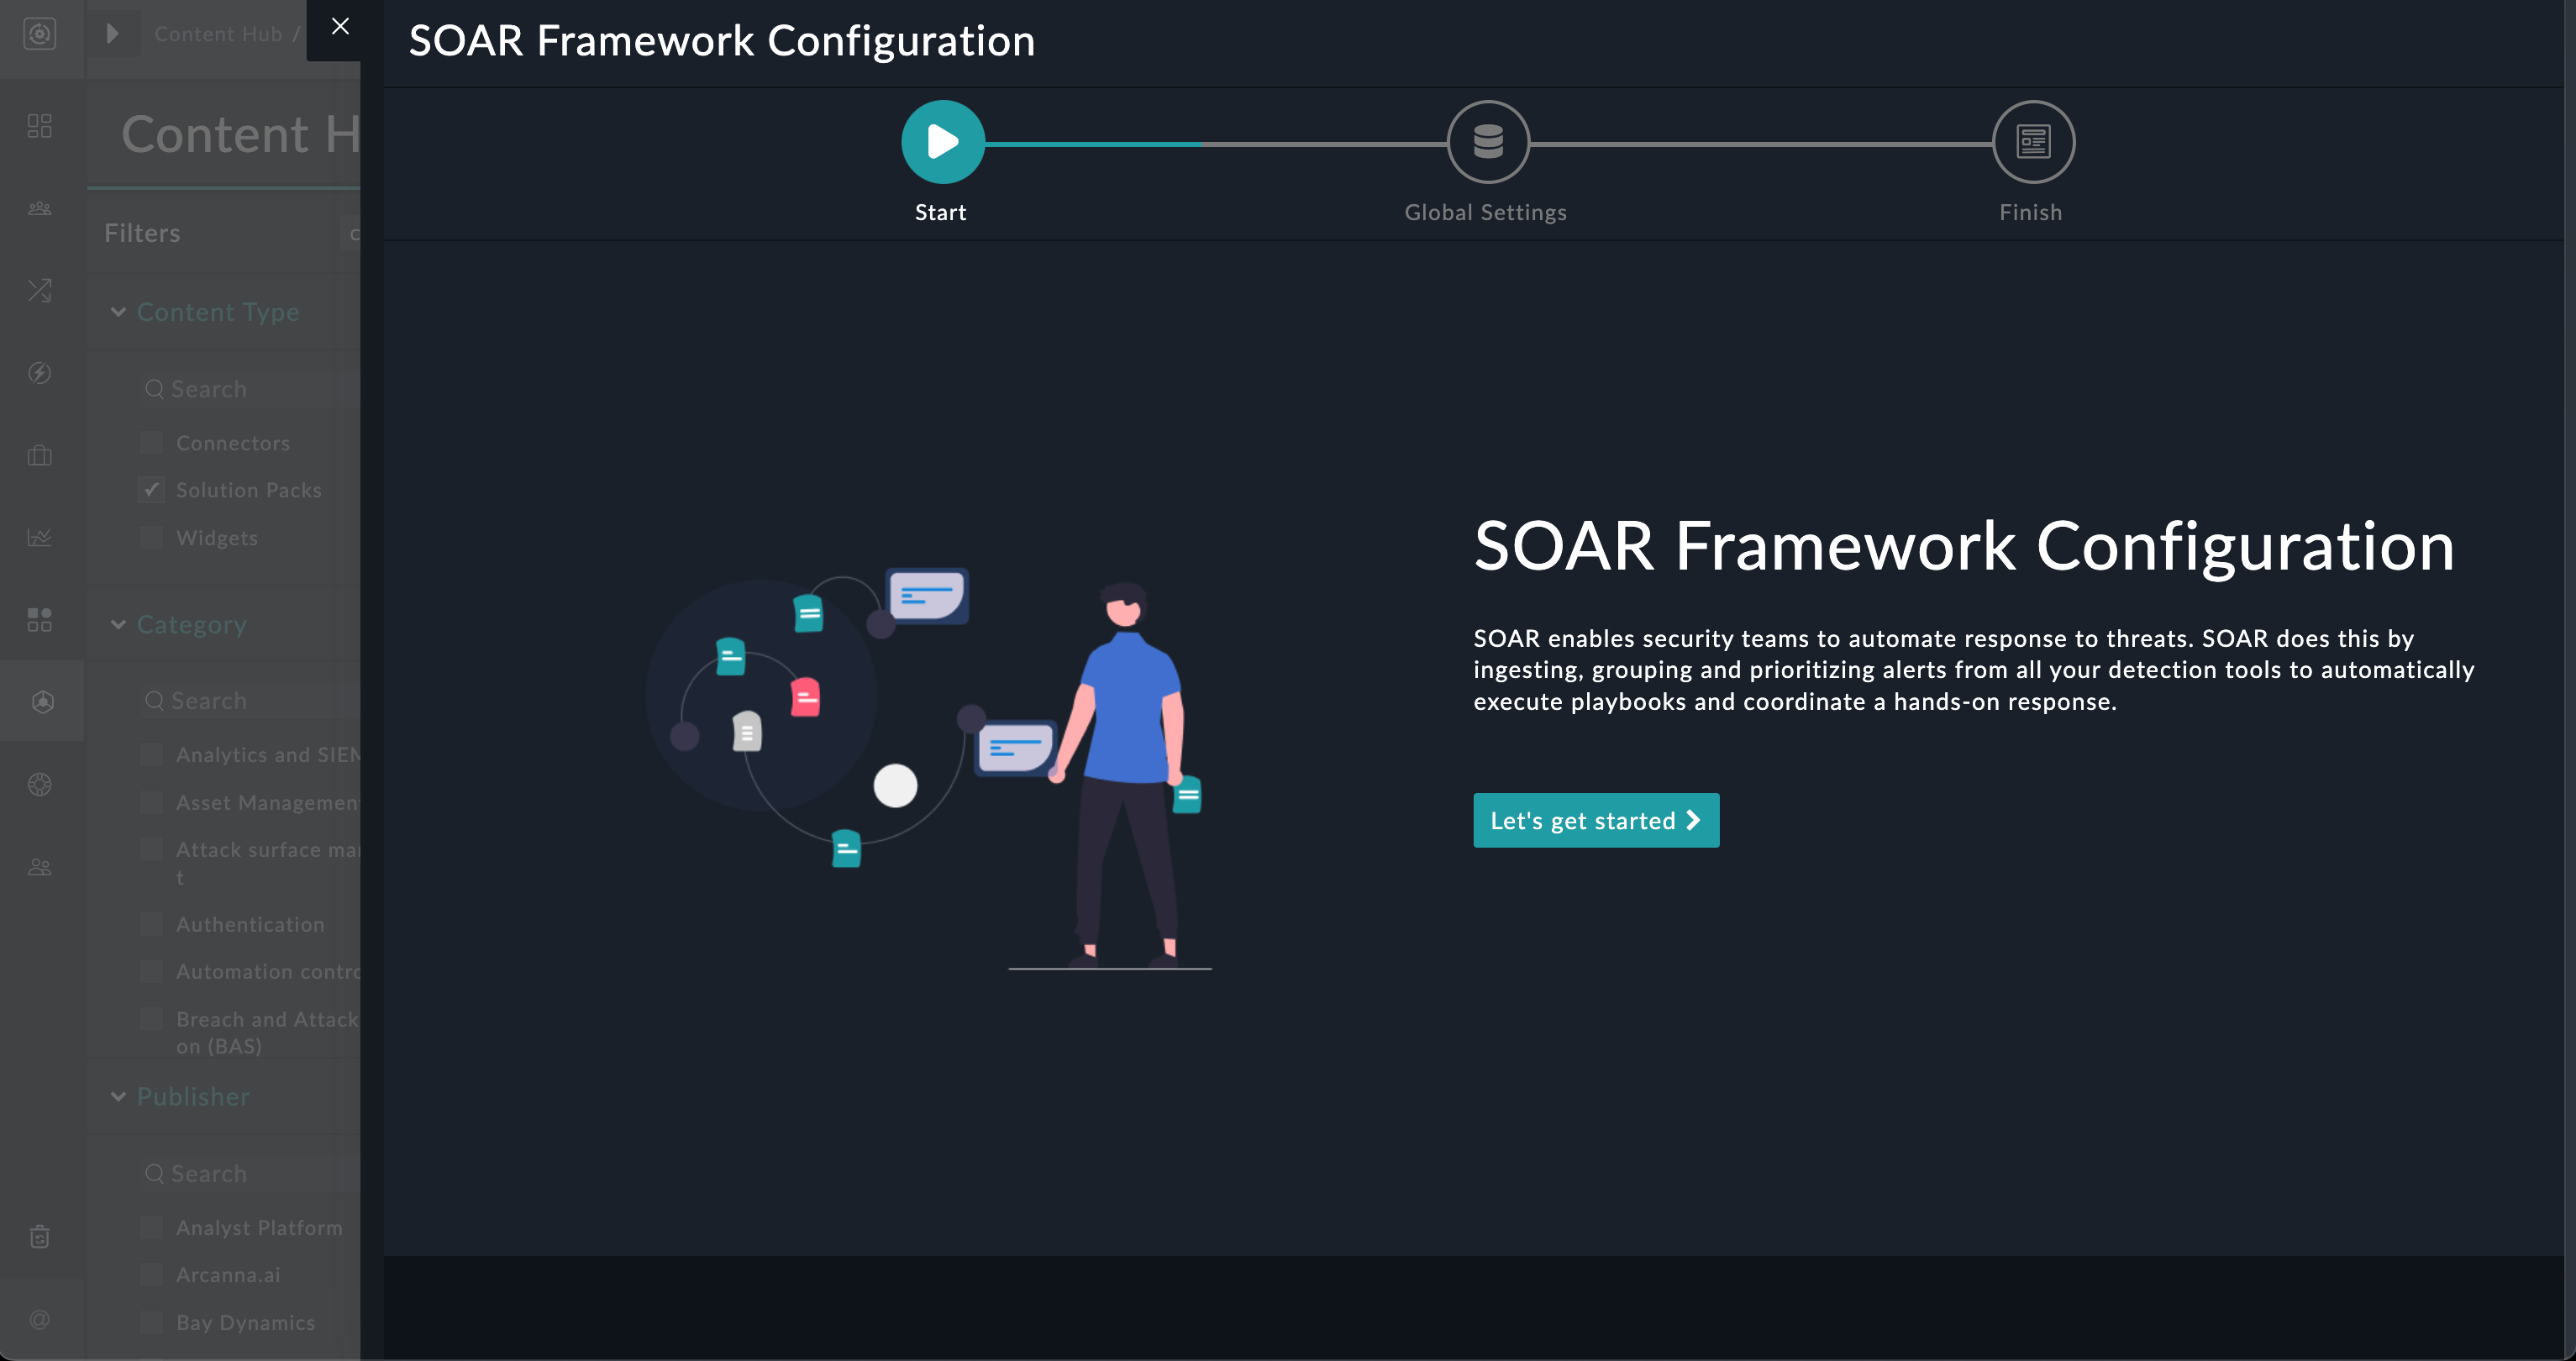 Content Hub /
SOAR Framework Configuration
Content H
Start
Global Settings
Finish
Filters
C
Content Type
Search
Connectors
Solution Packs
Widgets
Category
Search
Analytics and SIEM
Asset Managemen
Attack surface ma
t
Authentication
Automation contro
Breach and Attack
on (BAS)
Publisher
Search
Analyst Platform
Arcanna.ai
Bay Dynamics
@
SOAR Framework Configuration
SOAR enables security teams to automate response to threats. SOAR does this by
ingesting, grouping and prioritizing alerts from all your detection tools to automatically
execute playbooks and coordinate a hands-on response.
Let's get started